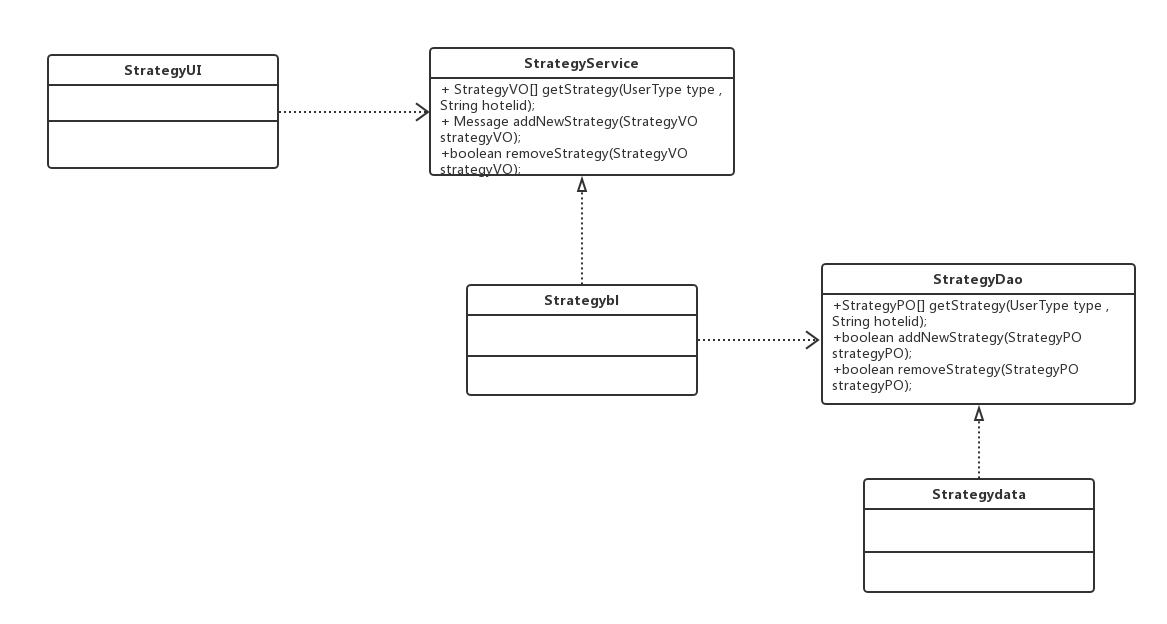 StrategyUI
StrategyService
+ StrategyVO[] getStrategy(UserType type ,
String hotelid);
+ Message addNewStrategy(StrategyVO
strategyVO);
+boolean removeStrategy(StrategyVO
strategyVO);
Strategybl
StrategyDao
+StrategyPO[] getStrategy(UserType type ,
String hotelid);
+boolean addNewStrategy(StrategyPO
strategyPO);
+boolean removeStrategy(StrategyPO
strategyPO);
Strategydata